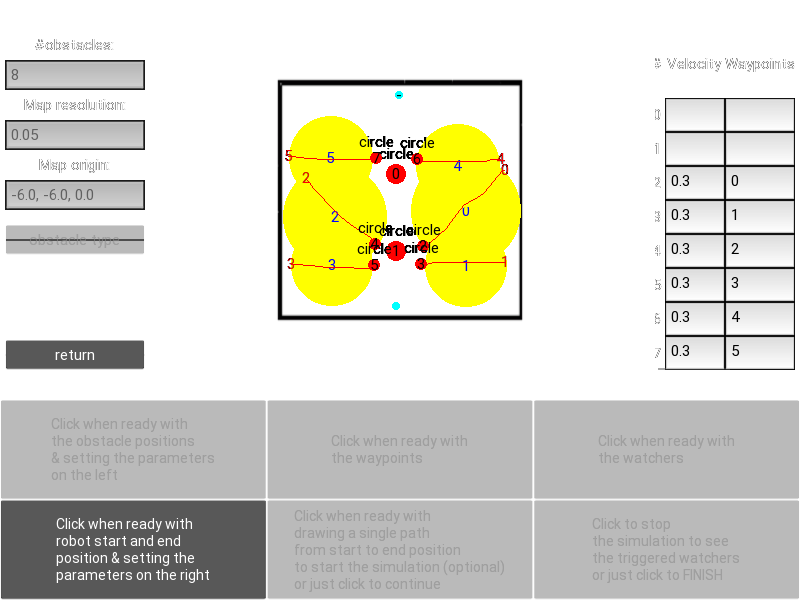 #obstacles:
8
Map resolution:
0.05
Map origin:
-6.0, -6.0, 0.0
obstacle type
return
# Velocity Waypoints
0
1
2 0.3 0
3 0.3 1
4 0.3 2
5 0.3 3
6 0.3 4
7 0.3 5
circle circle
circle
5 5 7 0 6 4 4 0
2 2 0
circle circle circle
4 2
circle 1 circle
3 3 5 3 1 1
Click when ready with
the obstacle positions
& setting the parameters
on the left
Click when ready with
the waypoints
Click when ready with
the watchers
Click when ready with
robot start and end
position & setting the
parameters on the right
Click when ready with
drawing a single path
from start to end position
to start the simulation (optional)
or just click to continue
Click to stop
the simulation to see
the triggered watchers
or just click to FINISH